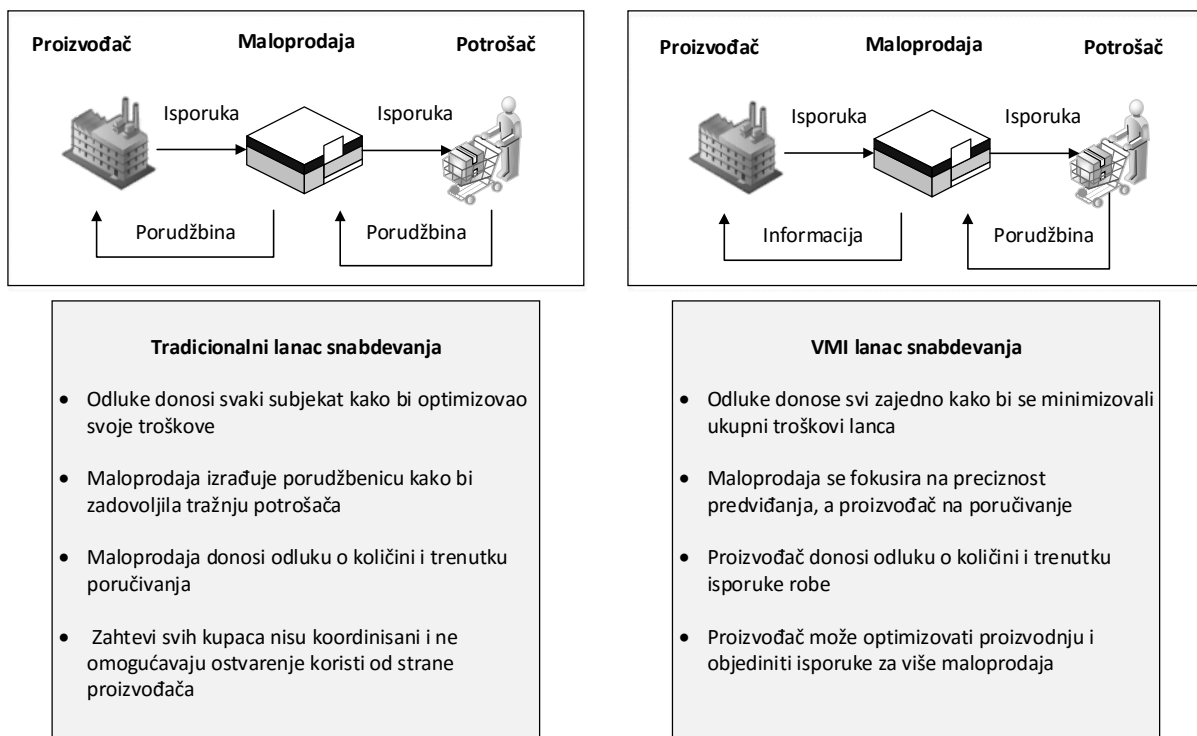 Proizvođač
Maloprodaja
Potrošač
Isporuka
Isporuka
Porudžbina
Porudžbina
Tradicionalni lanac snabdevanja
• Odluke donosi svaki subjekat kako bi optimizovao
svoje troškove
• Maloprodaja izrađuje porudžbenicu kako bi
zadovoljila tražnju potrošača
• Maloprodaja donosi odluku o količini i trenutku
poručivanja
• Zahtevi svih kupaca nisu koordinisani i ne
omogućavaju ostvarenje koristi od strane
proizvođača
Proizvođač
Maloprodaja
Potrošač
Isporuka
Isporuka
Informacija
Porudžbina
VMI lanac snabdevanja
• Odluke donose svi zajedno kako bi se minimizovali
ukupni troškovi lanca
• Maloprodaja se fokusira na preciznost
predviđanja, a proizvođač na poručivanje
• Proizvođač donosi odluku o količini i trenutku
isporuke robe
• Proizvođač može optimizovati proizvodnju i
objediniti isporuke za više maloprodaja